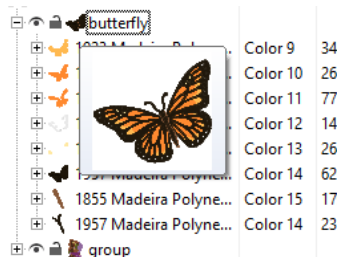 butterfly
Color 9 34
Color 10 26
Color 11 77
Color 12 14
Color 13 26
Madeira Polyne... Color 14 62
1855 Madeira Polyne... Color 15 17
1957 Madeira Polyne... Color 14 23
group